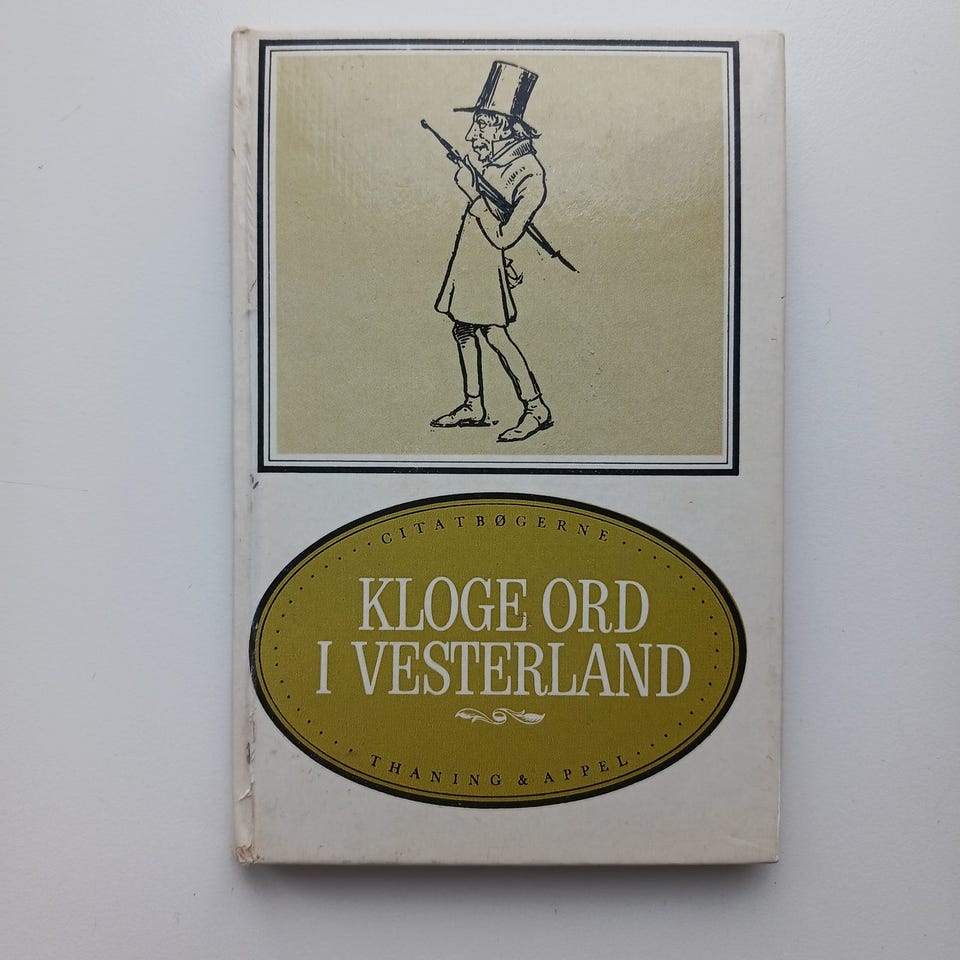 CITATBØGERNE
KLOGE ORD
I VESTERLAND
THANING & APPEL